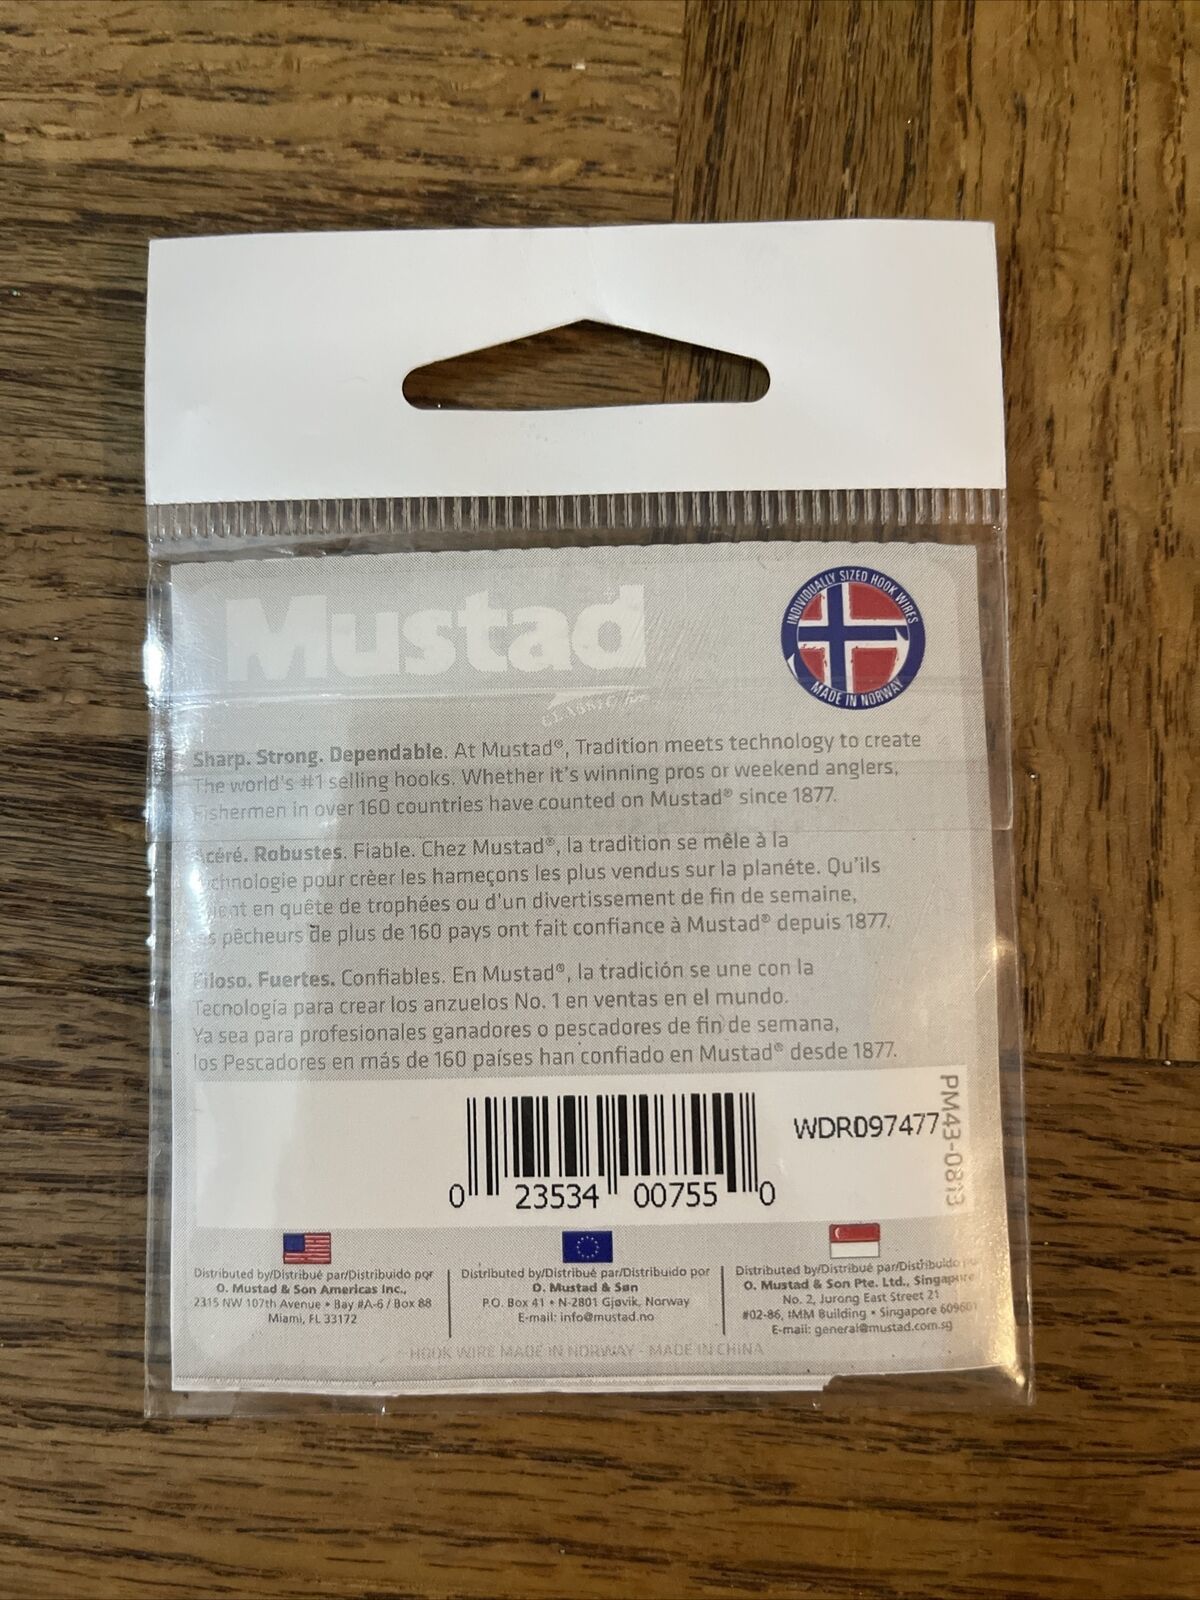 Mustad
CLASSIC
INDIVIDUALLY SIZED HOOK WIRES
MADE IN NORWAY
Sharp. Strong. Dependable. At Mustad®, Tradition meets technology to create
The world's #1 selling hooks. Whether it's winning pros or weekend anglers,
Fishermen in over 160 countries have counted on Mustad® since 1877.
Robustes. Fiable. Chez Mustad®, la tradition se mêle à la
pour crèer les hameçons les plus vendus sur la planéte. Qu'ils
en quête de trophées ou d'un divertissement de fin de semaine,
pêcheurs de plus de 160 pays ont fait confiance à Mustad® depuis 1877.
Filoso. Fuertes. Confiables. En Mustad®, la tradición se une con la
Tecnología para crear los anzuelos No. 1 en ventas en el mundo.
Ya sea para profesionales ganadores o pescadores de fin de semana,
los Pescadores en más de 160 países han confiado en Mustad® desde 1877.
WDR097477
PM43-0813
0 23534 00755 0
Distributed by/Distribué par/Distribuido por
O. Mustad & Son Americas Inc.,
2315 NW 107th Avenue • Bay #A-6 / Box 88
Miami, FL 33172
Distributed by/Distribué par/Distribuido por
O. Mustad & Søn
P.O. Box 41 • N-2801 Gjøvik, Norway
E-mail: info@mustad.no
Distributed by/Distribué par/Distribuido
O. Mustad & Son Pte. Ltd., Singapure
No. 2, Jurong East Street 21
#02-86, IMM Building • Singapore 609601
E-mail: general@mustad.com.sg
HOOK WIRE MADE IN NORWAY - MADE IN CHINA